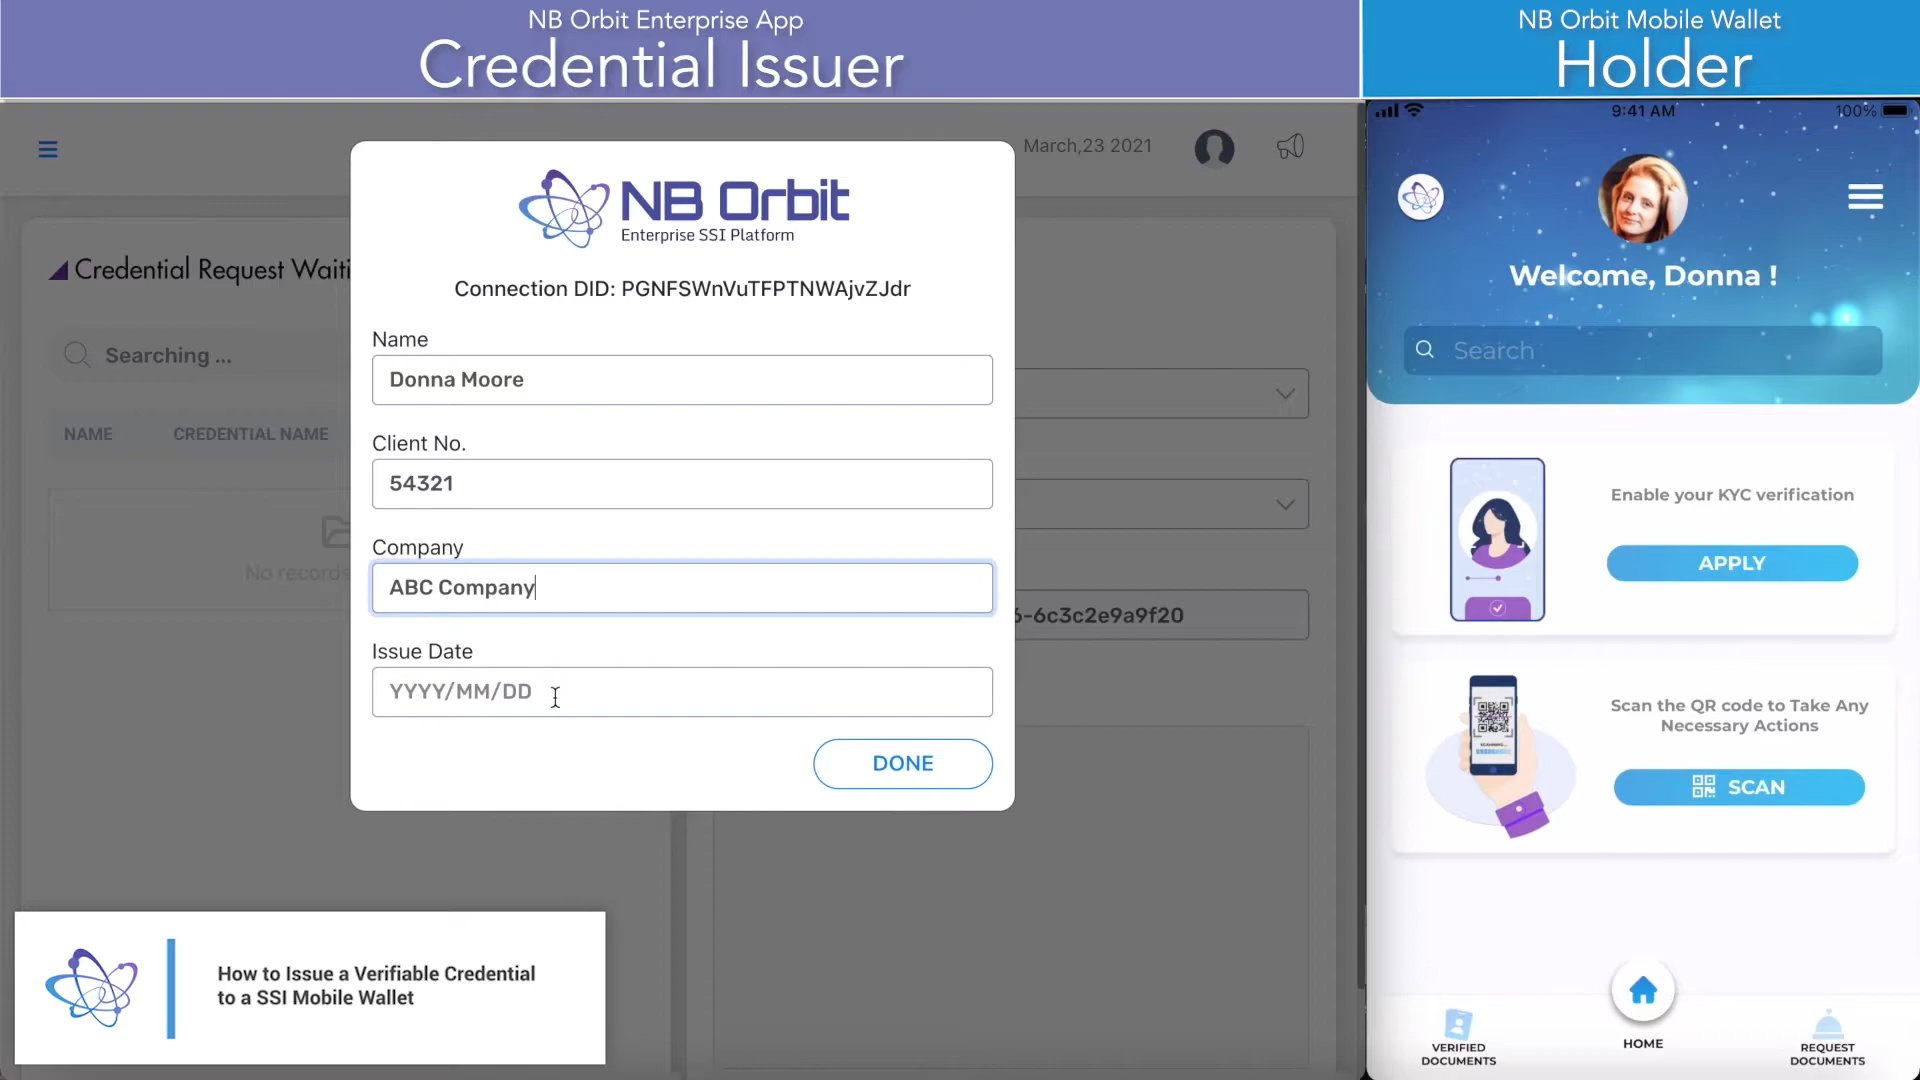 NB Orbit Enterprise App
Credential Issuer
NB Orbit Mobile Wallet
Holder
March,23 2021
NB Orbit
Enterprise SSI Platform
Connection DID: PGNFSWnVuTFPTNWAjvZJdr
Name
Donna Moore
Client No.
54321
Company
ABC Company
Issue Date
YYYY/MM/DD
DONE
Credential Request Waiti
Searching ...
NAME CREDENTIAL NAME
No records
6-6c3c2e9a9f20
How to Issue a Verifiable Credential
to a SSI Mobile Wallet
9:41 AM 100%
Welcome, Donna !
Search
Enable your KYC verification
APPLY
Scan the QR code to Take Any
Necessary Actions
SCAN
VERIFIED
DOCUMENTS
HOME
REQUEST
DOCUMENTS